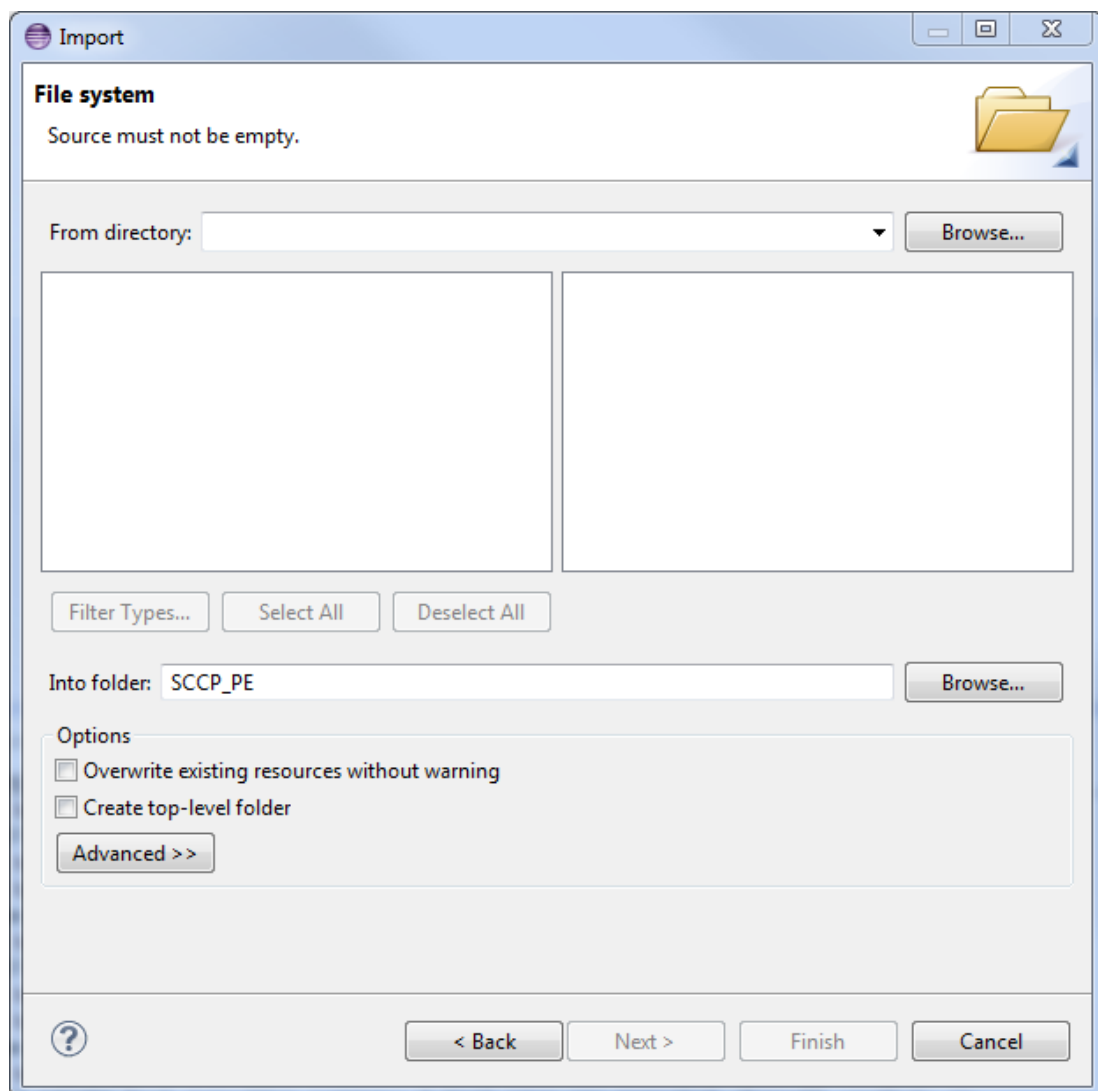 Import
File system
Source must not be empty.
From directory: Browse...
Filter Types... Select All Deselect All
Into folder: SCCP_PE Browse...
Options
Overwrite existing resources without warning
Create top-level folder
Advanced >>
? < Back Next > Finish Cancel